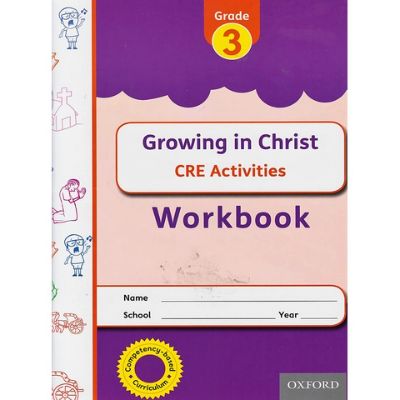 Grade
3
Growing in Christ
CRE Activities
Workbook
Name
School Year
Competency-based
Curriculum
OXFORD